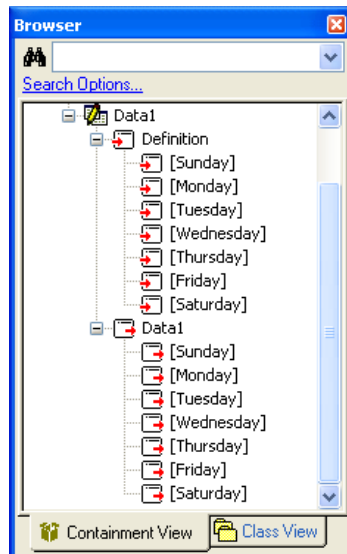 Browser
Search Options...
Data1
Definition
[Sunday]
[Monday]
[Tuesday]
[Wednesday]
[Thursday]
[Friday]
[Saturday]
Data1
[Sunday]
[Monday]
[Tuesday]
[Wednesday]
[Thursday]
[Friday]
[Saturday]
Containment View Class View